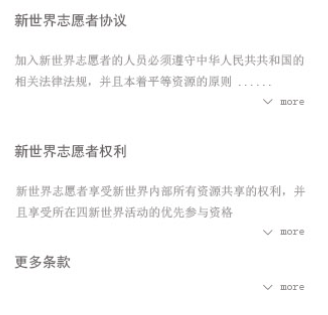 新世界志愿者协议
加入新世界志愿者的人员必须遵守中华人民共共和国的
相关法律法规，并且本着平等资源的原则 ......
more
新世界志愿者权利
新世界志愿者享受新世界内部所有资源共享的权利，并
且享受所在四新世界活动的优先参与资格
more
更多条款
more